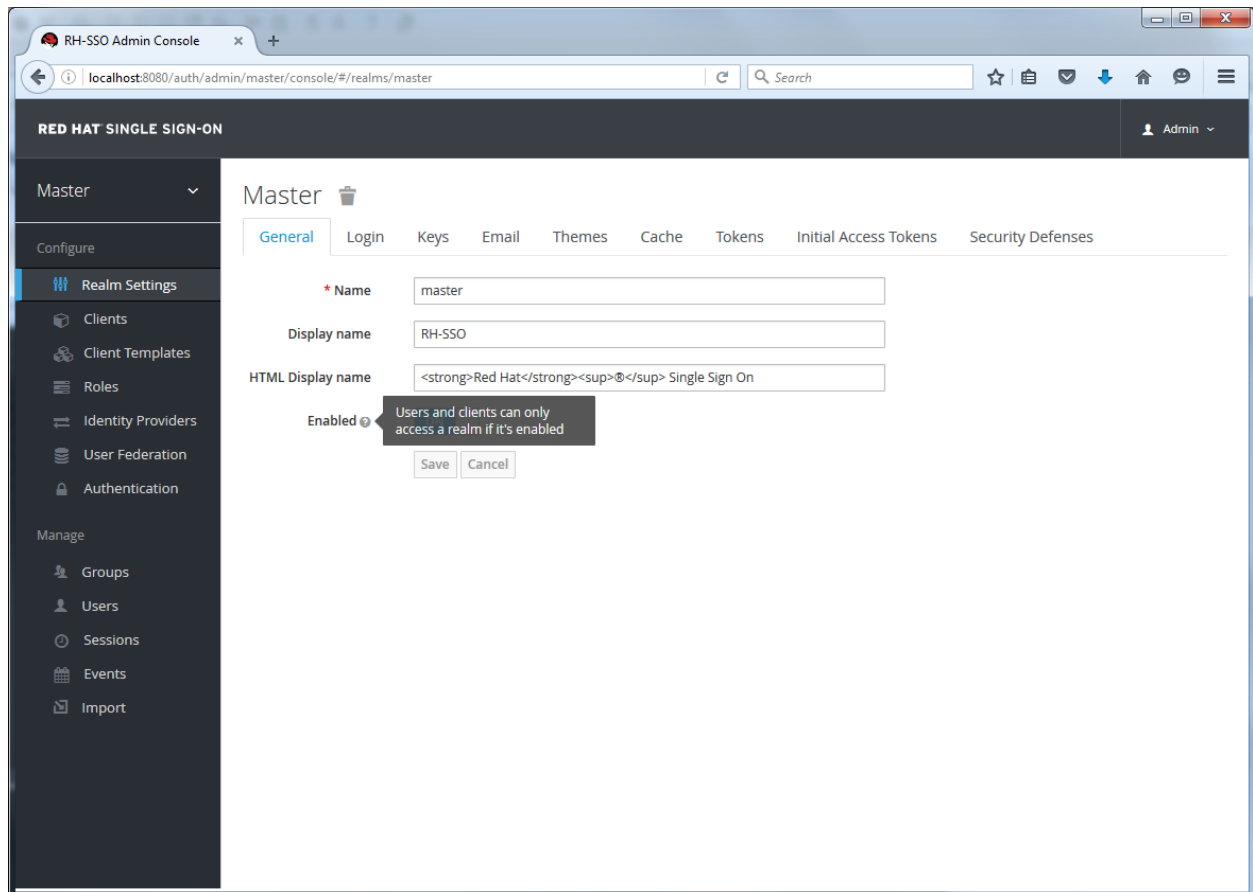 RH-SSO Admin Console
localhost:8080/auth/admin/master/console/#/realms/master
Search
RED HAT® SINGLE SIGN-ON
Admin
Master
Master
General Login Keys Email Themes Cache Tokens Initial Access Tokens Security Defenses
Configure
Realm Settings
Clients
Client Templates
Roles
Identity Providers
User Federation
Authentication
Manage
Groups
Users
Sessions
Events
Import
* Name master
Display name RH-SSO
HTML Display name <strong>Red Hat</strong><sup>®</sup> Single Sign On
Enabled
Users and clients can only
access a realm if it's enabled
Save Cancel